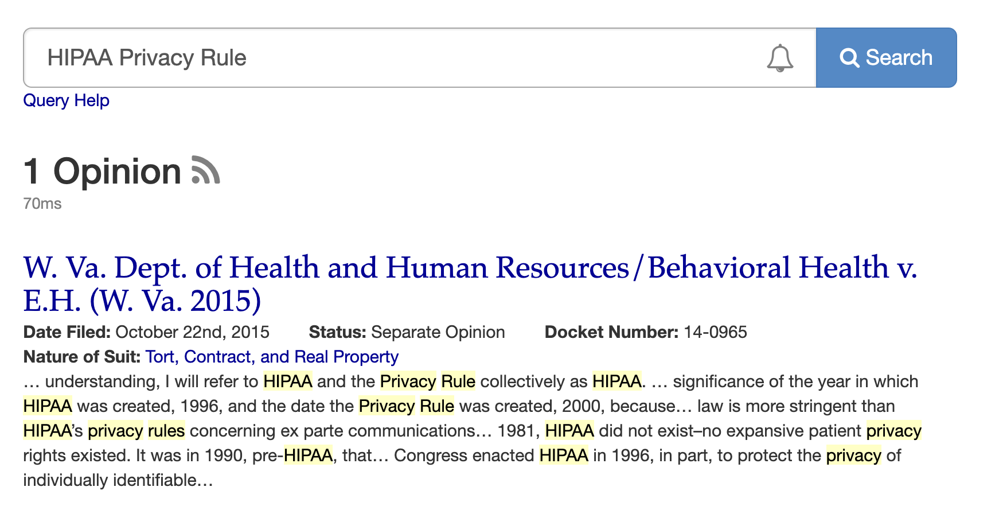 HIPAA Privacy Rule
Search
Query Help
1 Opinion
70ms
W. Va. Dept. of Health and Human Resources/Behavioral Health v.
E.H. (W. Va. 2015)
Date Filed: October 22nd, 2015 Status: Separate Opinion Docket Number: 14-0965
Nature of Suit: Tort, Contract, and Real Property
… understanding, I will refer to HIPAA and the Privacy Rule collectively as HIPAA. … significance of the year in which
HIPAA was created, 1996, and the date the Privacy Rule was created, 2000, because… law is more stringent than
HIPAA’s privacy rules concerning ex parte communications… 1981, HIPAA did not exist–no expansive patient privacy
rights existed. It was in 1990, pre-HIPAA, that… Congress enacted HIPAA in 1996, in part, to protect the privacy of
individually identifiable…